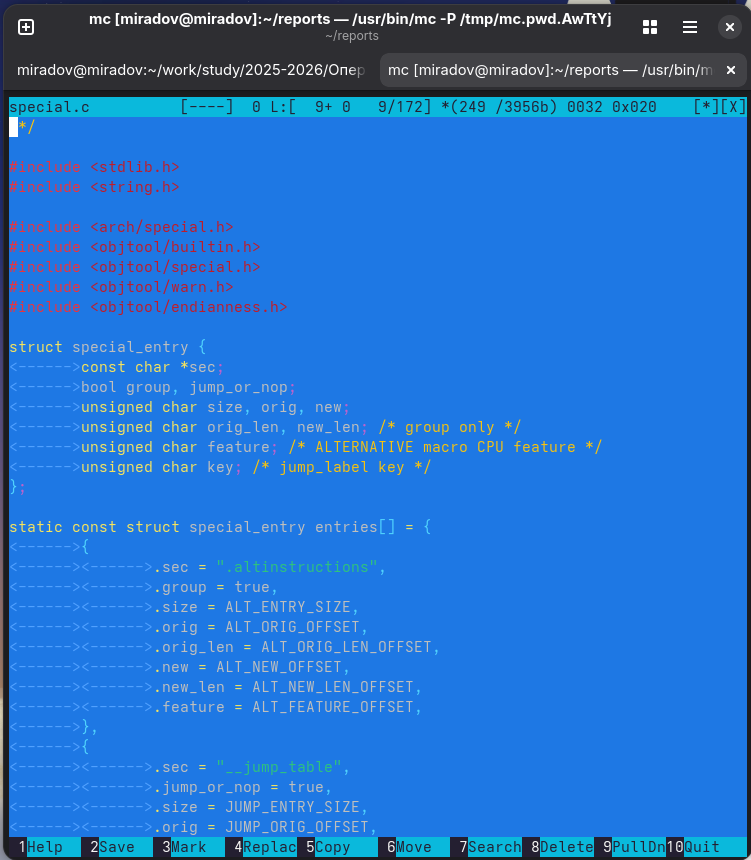 mc [miradov@miradov]:~/reports — /usr/bin/mc -P /tmp/mc.pwd.AwTtYj
~/reports
miradov@miradov:~/work/study/2025-2026/Опер
mc [miradov@miradov]:~/reports — /usr/bin/m
special.c          [----]  0 L:[  9+ 0   9/172] *(249 /3956b) 0032 0x020     [*][X]
 */

#include <stdlib.h>
#include <string.h>

#include <arch/special.h>
#include <objtool/builtin.h>
#include <objtool/special.h>
#include <objtool/warn.h>
#include <objtool/endianness.h>

struct special_entry {
<------>const char *sec;
<------>bool group, jump_or_nop;
<------>unsigned char size, orig, new;
<------>unsigned char orig_len, new_len; /* group only */
<------>unsigned char feature; /* ALTERNATIVE macro CPU feature */
<------>unsigned char key; /* jump_label key */
};

static const struct special_entry entries[] = {
<------>{
<------><------>.sec = ".altinstructions",
<------><------>.group = true,
<------><------>.size = ALT_ENTRY_SIZE,
<------><------>.orig = ALT_ORIG_OFFSET,
<------><------>.orig_len = ALT_ORIG_LEN_OFFSET,
<------><------>.new = ALT_NEW_OFFSET,
<------><------>.new_len = ALT_NEW_LEN_OFFSET,
<------><------>.feature = ALT_FEATURE_OFFSET,
<------>},
<------>{
<------><------>.sec = "__jump_table",
<------><------>.jump_or_nop = true,
<------><------>.size = JUMP_ENTRY_SIZE,
<------><------>.orig = JUMP_ORIG_OFFSET,
1Help   2Save   3Mark   4Replac 5Copy   6Move   7Search 8Delete 9PullDn10Quit